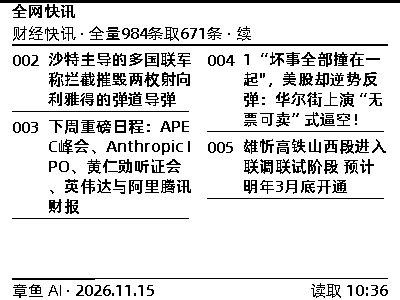 全网快讯
财经快讯 · 全量984条取671条 · 续
002 沙特主导的多国联军
称拦截摧毁两枚射向
利雅得的弹道导弹
003 下周重磅日程：APE
C峰会、Anthropic I
PO、黄仁勋听证会
、英伟达与阿里腾讯
财报
004 1 “坏事全部撞在一
起"，美股却逆势反
弹：华尔街上演“无
票可卖”式逼空！
005 雄忻高铁山西段进入
联调联试阶段 预计
明年3月底开通
章鱼 AI · 2026.11.15
读取 10:36